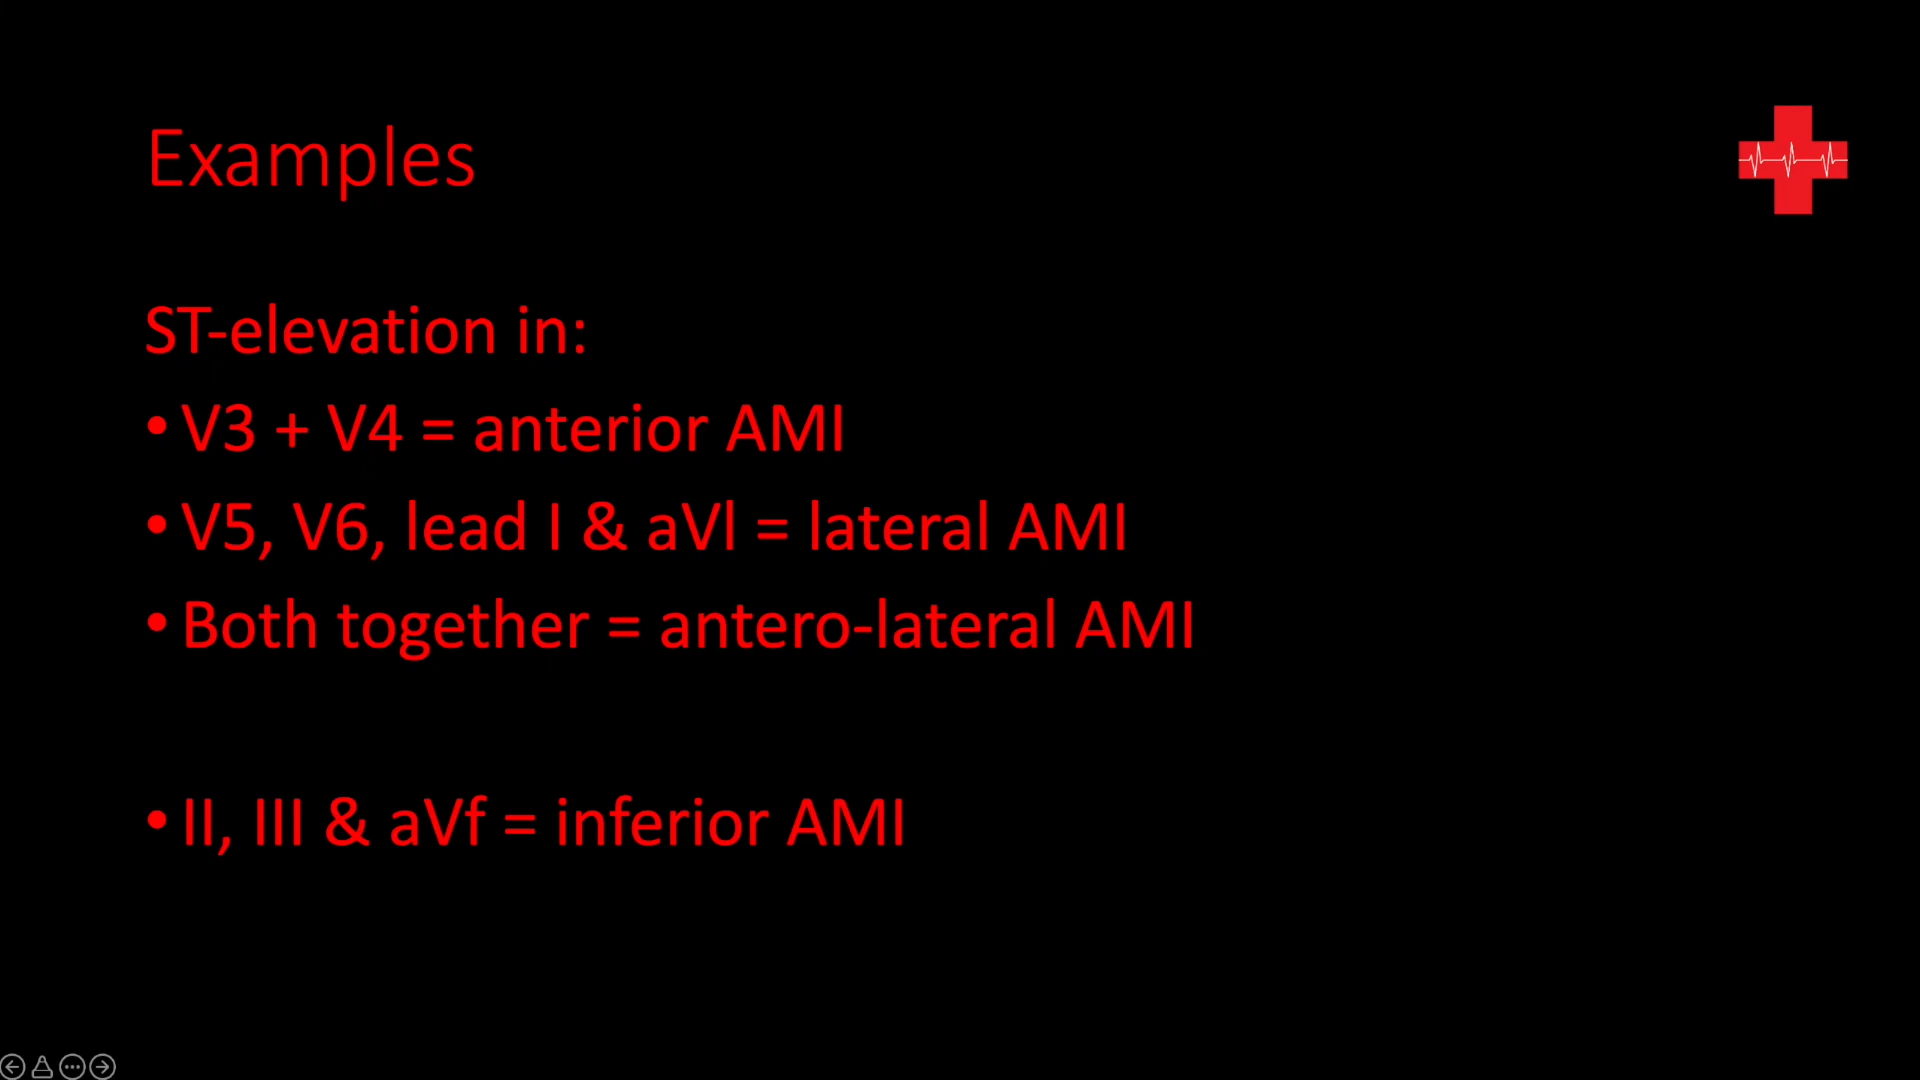 Examples
ST-elevation in:
• V3 + V4 = anterior AMI
• V5, V6, lead I & aVl = lateral AMI
• Both together = antero-lateral AMI
• II, III & aVf = inferior AMI